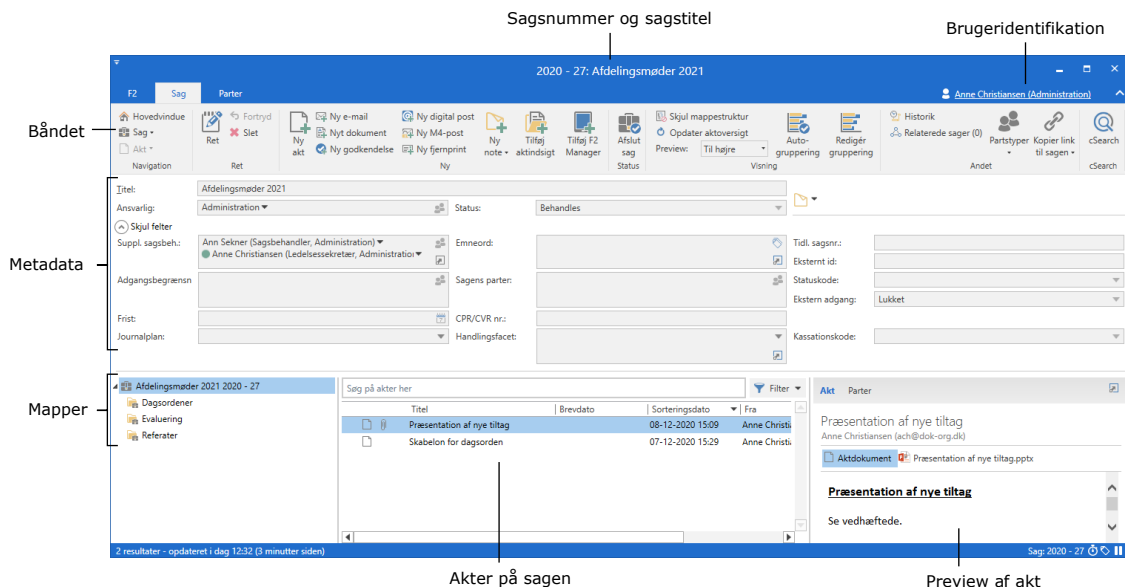 Sagsnummer og sagstitel
Brugeridentifikation
2020 - 27: Afdelingsmøder 2021
F2 Sag Parter
Anne Christiansen (Administration)
Båndet
Hovedvindue
Sag
Akt
Navigation
Ret
Fortryd
Slet
Ret
Ny akt
Ny e-mail
Nyt dokument
Ny godkendelse
Ny digital post
Ny M4-post
Ny fjernprint
Ny note
Tilføj aktindsigt
Tilføj F2 Manager
Ny
Afslut sag
Status
Skjul mappestruktur
Opdater aktoversigt
Preview: Til højre
Auto-gruppering
Redigér gruppering
Visning
Historik
Relaterede sager (0)
Partstyper
Kopier link til sagen
Andet
cSearch
cSearch
Metadata
Titel: Afdelingsmøder 2021
Ansvarlig: Administration
Status: Behandles
Skjul felter
Suppl. sagsbeh.: Ann Sekner (Sagsbehandler, Administration)
Anne Christiansen (Ledelsessekretær, Administration
Emneord:
Tidl. sagsnr.:
Eksternt id:
Adgangsbegrænsn
Sagens parter:
Statuskode:
Ekstern adgang: Lukket
Frist:
CPR/CVR nr.:
Journalplan:
Handlingsfacet:
Kassationskode:
Mapper
Afdelingsmøder 2021 2020 - 27
Dagsordener
Evaluering
Referater
Søg på akter her
Filter
Titel Brevdato Sorteringsdato Fra
Præsentation af nye tiltag 08-12-2020 15:09 Anne Christi
Skabelon for dagsorden 07-12-2020 15:29 Anne Christi
Akt Parter
Præsentation af nye tiltag
Anne Christiansen (ach@dok-org.dk)
Aktdokument Præsentation af nye tiltag.pptx
Præsentation af nye tiltag
Se vedhæftede.
2 resultater - opdateret i dag 12:32 (3 minutter siden)
Sag: 2020 - 27
Akter på sagen
Preview af akt